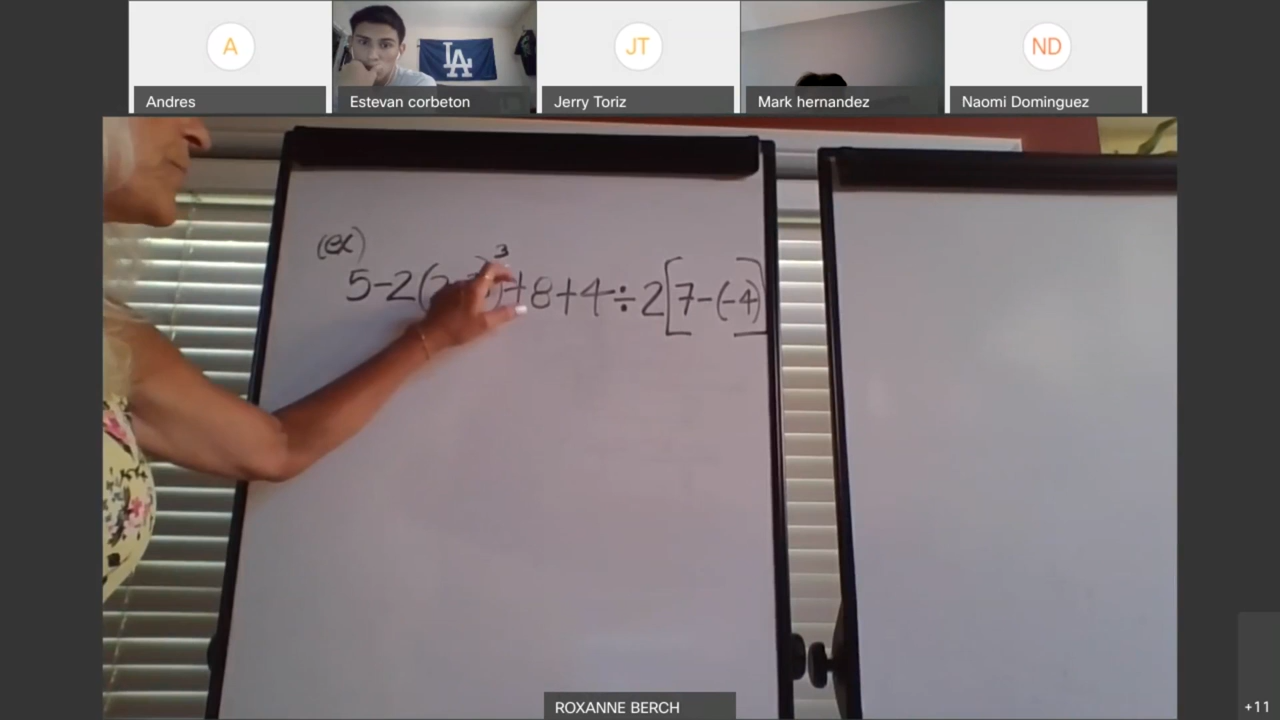 A
JT
ND
LA
Andres
Estevan corbeton
Jerry Toriz
Mark hernandez
Naomi Dominguez
(ex)
5-2( )³+8+4÷2[7-(-4)]
ROXANNE BERCH
+11